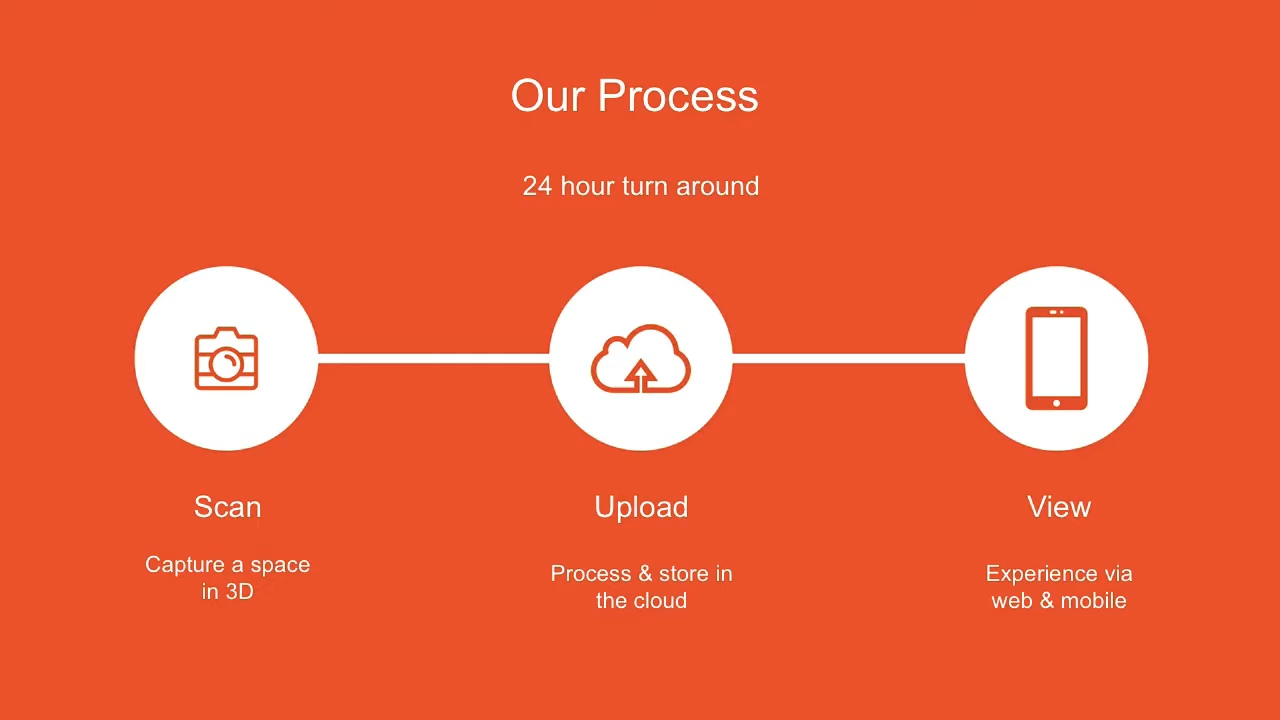 Our Process
24 hour turn around
Scan
Capture a space
in 3D
Upload
Process & store in
the cloud
View
Experience via
web & mobile